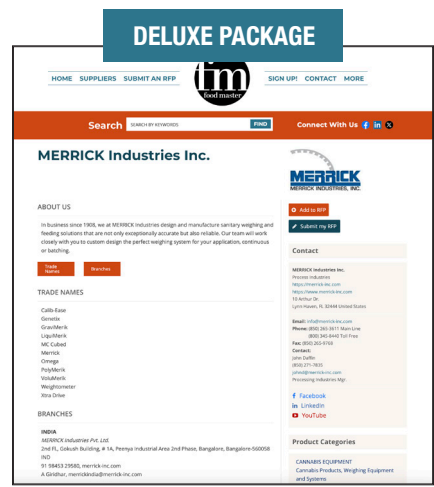 DELUXE PACKAGE
HOME SUPPLIERS SUBMIT AN RFP
fm
food master
SIGN UP! CONTACT MORE
Search SEARCH BY KEYWORDS FIND
Connect With Us
MERRICK Industries Inc.
MERRICK
MERRICK INDUSTRIES, INC.
ABOUT US
In business since 1908, we at MERRICK Industries design and manufacture sanitary weighing and
feeding solutions that are not only exceptionally accurate but also reliable. Our team will work
closely with you to custom design the perfect weighing system for your application, continuous
or batching.
Trade
Names
Branches
TRADE NAMES
Calib-Ease
Genetix
GraviMerik
LiquiMerik
MC Cubed
Merrick
Omega
PolyMerik
VoluMerik
Weightometer
Xtra Drive
BRANCHES
INDIA
MERRICK Industries Pvt. Ltd.
2nd FL, Gokush Building, # 1A, Peenya Industrial Area 2nd Phase, Bangalore, Bangalore-560058
IND
91 98453 29580, merrick-inc.com
A Giridhar, merrickindia@merrick-inc.com
Add to RFP
Submit my RFP
Contact
MERRICK Industries Inc.
Process Industries
https://merrick-inc.com
https://www.merrick-inc.com
10 Arthur Dr.
Lynn Haven, FL 32444 United States
Email: info@merrick-inc.com
Phone: (850) 265-3611 Main Line
(800) 345-8440 Toll Free
Fax: (850) 265-9768
Contact:
John Daffin
(850) 271-7835
johnd@merrick-inc.com
Processing Industries Mgr.
Facebook
LinkedIn
YouTube
Product Categories
CANNABIS EQUIPMENT
Cannabis Products, Weighing Equipment
and Systems